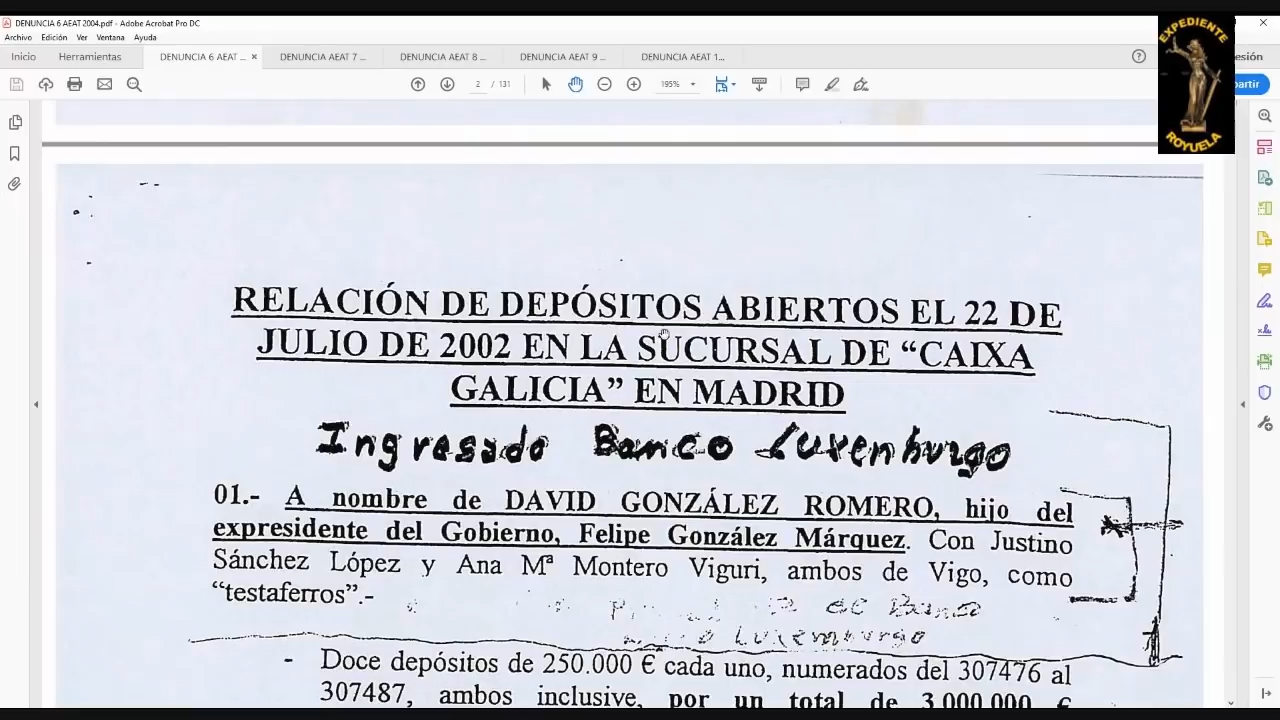 DENUNCIA 6 AEAT 2004.pdf - Adobe Acrobat Pro DC
Archivo Edición Ver Ventana Ayuda
Inicio Herramientas DENUNCIA 6 AEAT ... × DENUNCIA AEAT 7 ... DENUNCIA AEAT 8 ... DENUNCIA AEAT 9 ... DENUNCIA AEAT 1...
esión
2 / 131 195%
artir
EXPEDIENTE
ROYUELA
RELACIÓN DE DEPÓSITOS ABIERTOS EL 22 DE
JULIO DE 2002 EN LA SUCURSAL DE “CAIXA
GALICIA” EN MADRID
Ingresado Banco Luxenburgo
01.- A nombre de DAVID GONZÁLEZ ROMERO, hijo del
expresidente del Gobierno, Felipe González Márquez. Con Justino
Sánchez López y Ana Mª Montero Viguri, ambos de Vigo, como
“testaferros”.-
de Banco
Luxemburgo
- Doce depósitos de 250.000 € cada uno, numerados del 307476 al
307487, ambos inclusive, por un total de 3.000.000 €